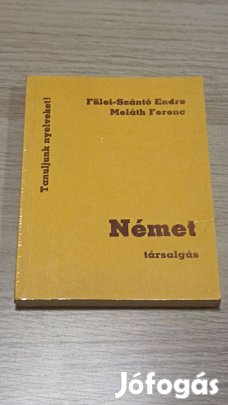 Tanuljunk nyelveket!
Fülei-Szántó Endre
Meláth Ferenc
Német
társalgás
Jófogás